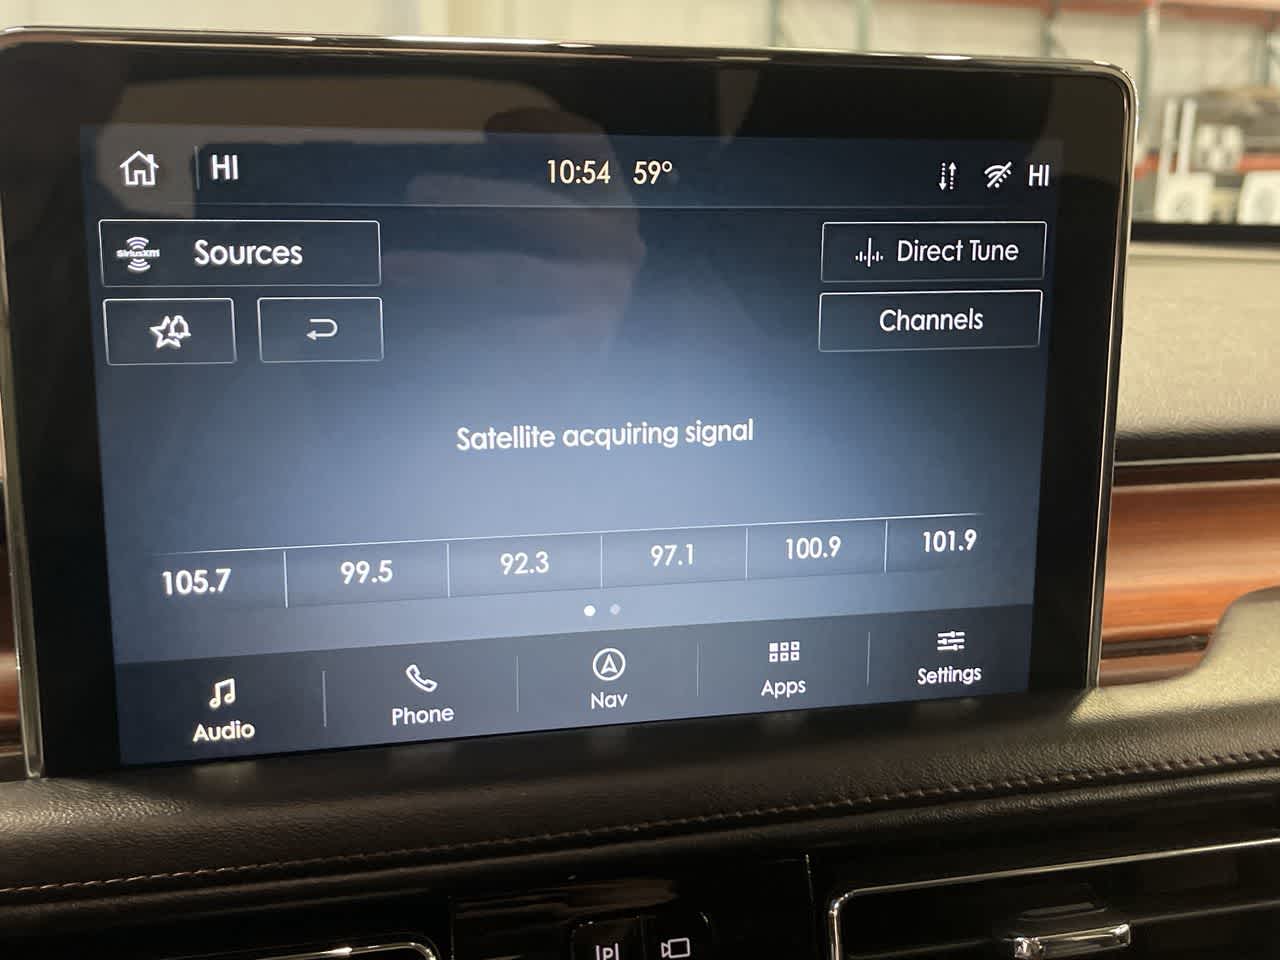 HI 10:54 59° HI
SiriusXM Sources Direct Tune
Channels
Satellite acquiring signal
105.7 99.5 92.3 97.1 100.9 101.9
Audio Phone Nav Apps Settings
P